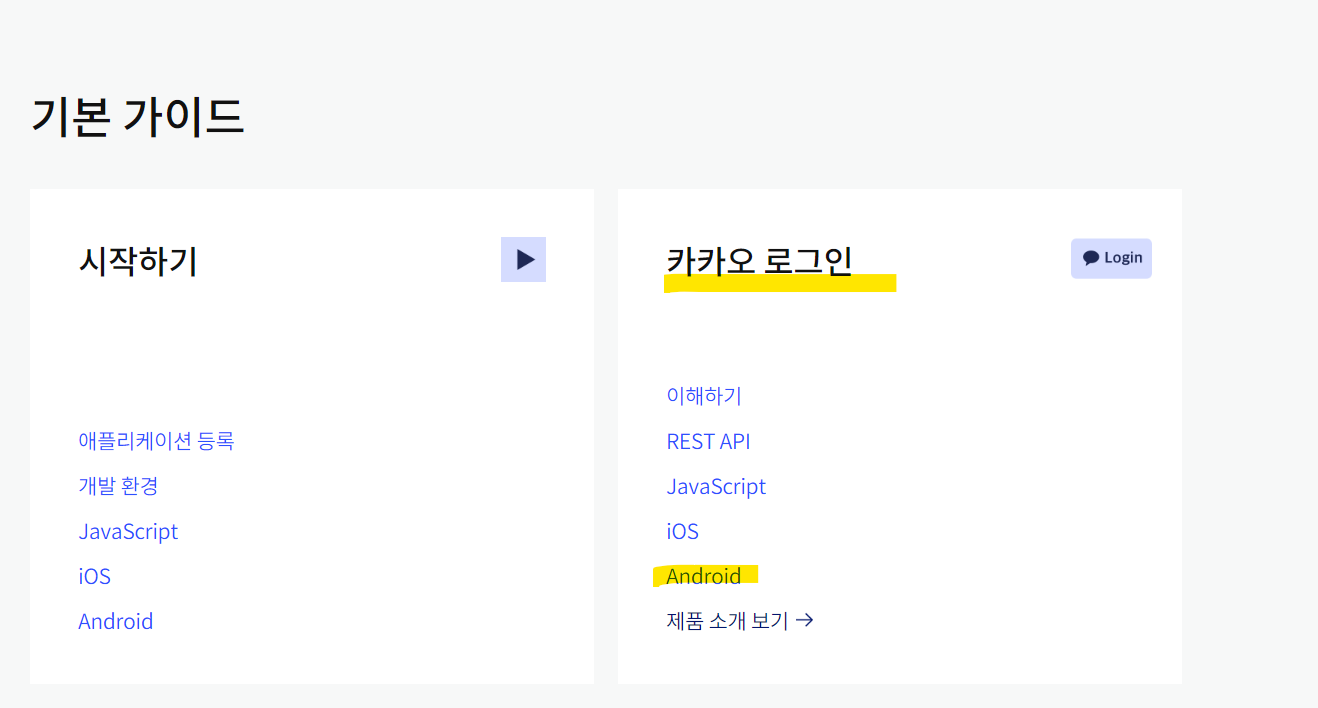 기본 가이드
시작하기
애플리케이션 등록
개발 환경
JavaScript
iOS
Android
카카오 로그인
Login
이해하기
REST API
JavaScript
iOS
Android
제품 소개 보기 →